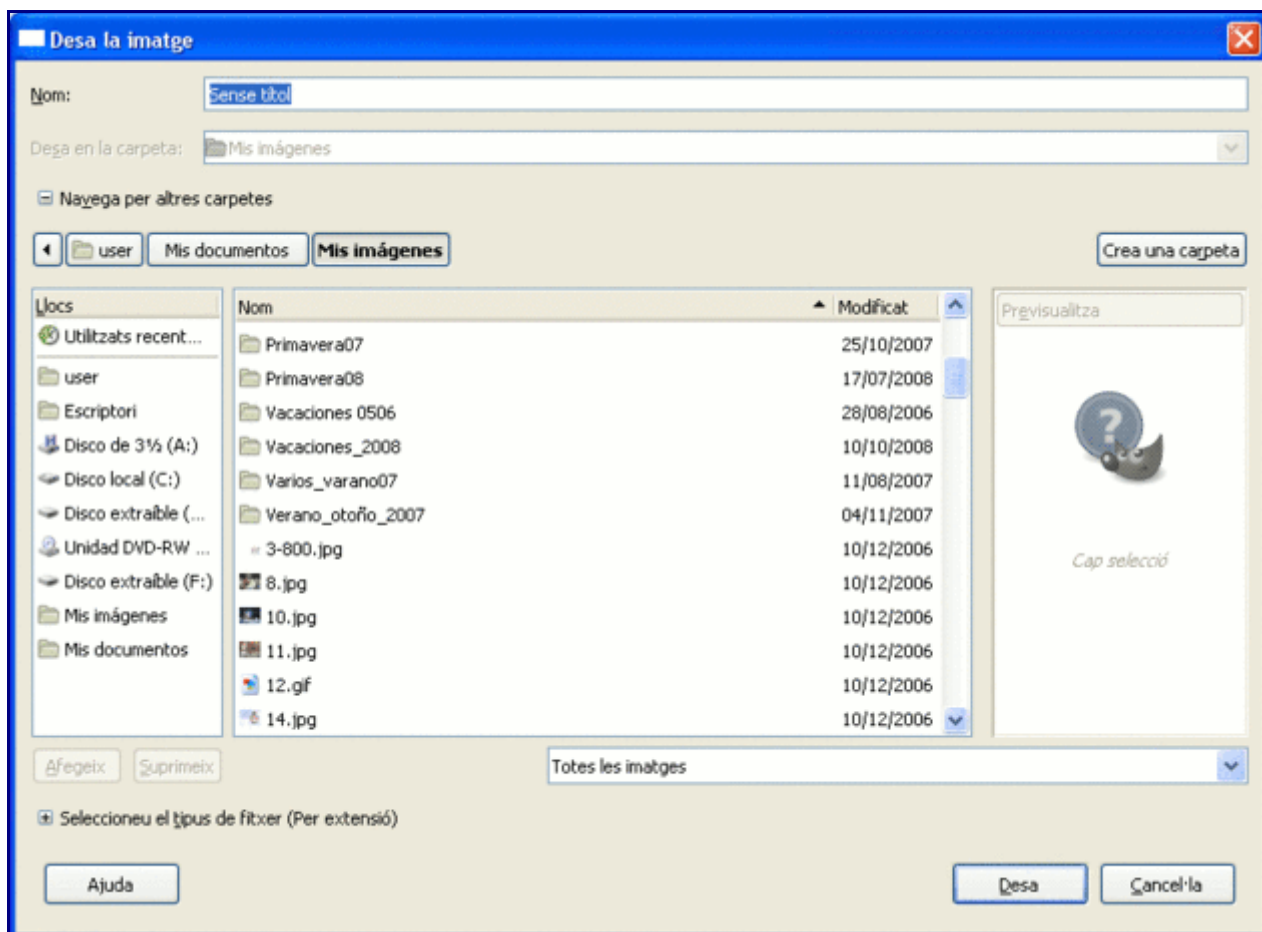 Desa la imatge
Nom: Sense títol
Desa en la carpeta: Mis imágenes
Navega per altres carpetes
user Mis documentos Mis imágenes Crea una carpeta
Llocs
Utilitzats recent...
user
Escriptori
Disco de 3½ (A:)
Disco local (C:)
Disco extraíble (...
Unidad DVD-RW ...
Disco extraíble (F:)
Mis imágenes
Mis documentos
Nom Modificat
Primavera07 25/10/2007
Primavera08 17/07/2008
Vacaciones 0506 28/08/2006
Vacaciones_2008 10/10/2008
Varios_varano07 11/08/2007
Verano_otoño_2007 04/11/2007
3-800.jpg 10/12/2006
8.jpg 10/12/2006
10.jpg 10/12/2006
11.jpg 10/12/2006
12.gif 10/12/2006
14.jpg 10/12/2006
Previsualitza
?
Cap selecció
Afegeix Suprimeix Totes les imatges
Seleccioneu el tipus de fitxer (Per extensió)
Ajuda Desa Cancel·la